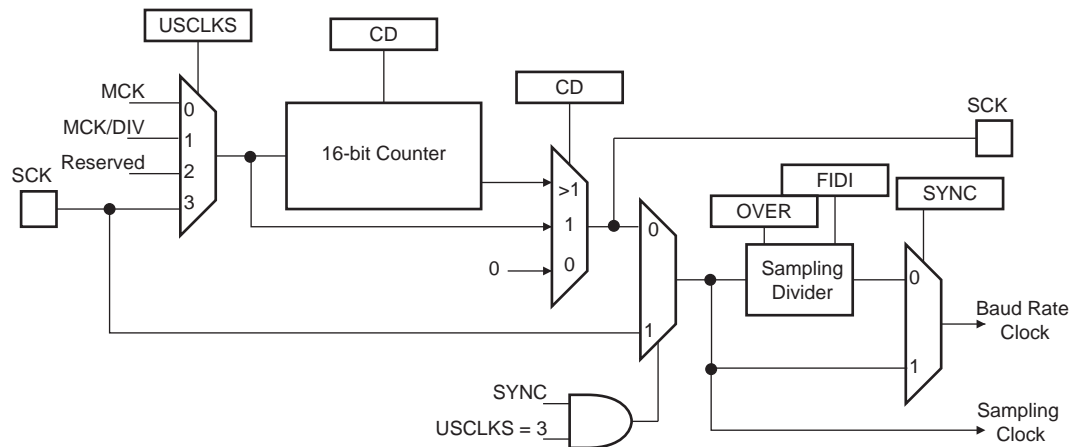 USCLKS
CD
MCK
0
MCK/DIV
1
Reserved
2
SCK
3
16-bit Counter
CD
>1
1
0
0
SCK
FIDI
OVER
SYNC
0
1
Sampling
Divider
0
1
Baud Rate
Clock
SYNC
USCLKS = 3
Sampling
Clock